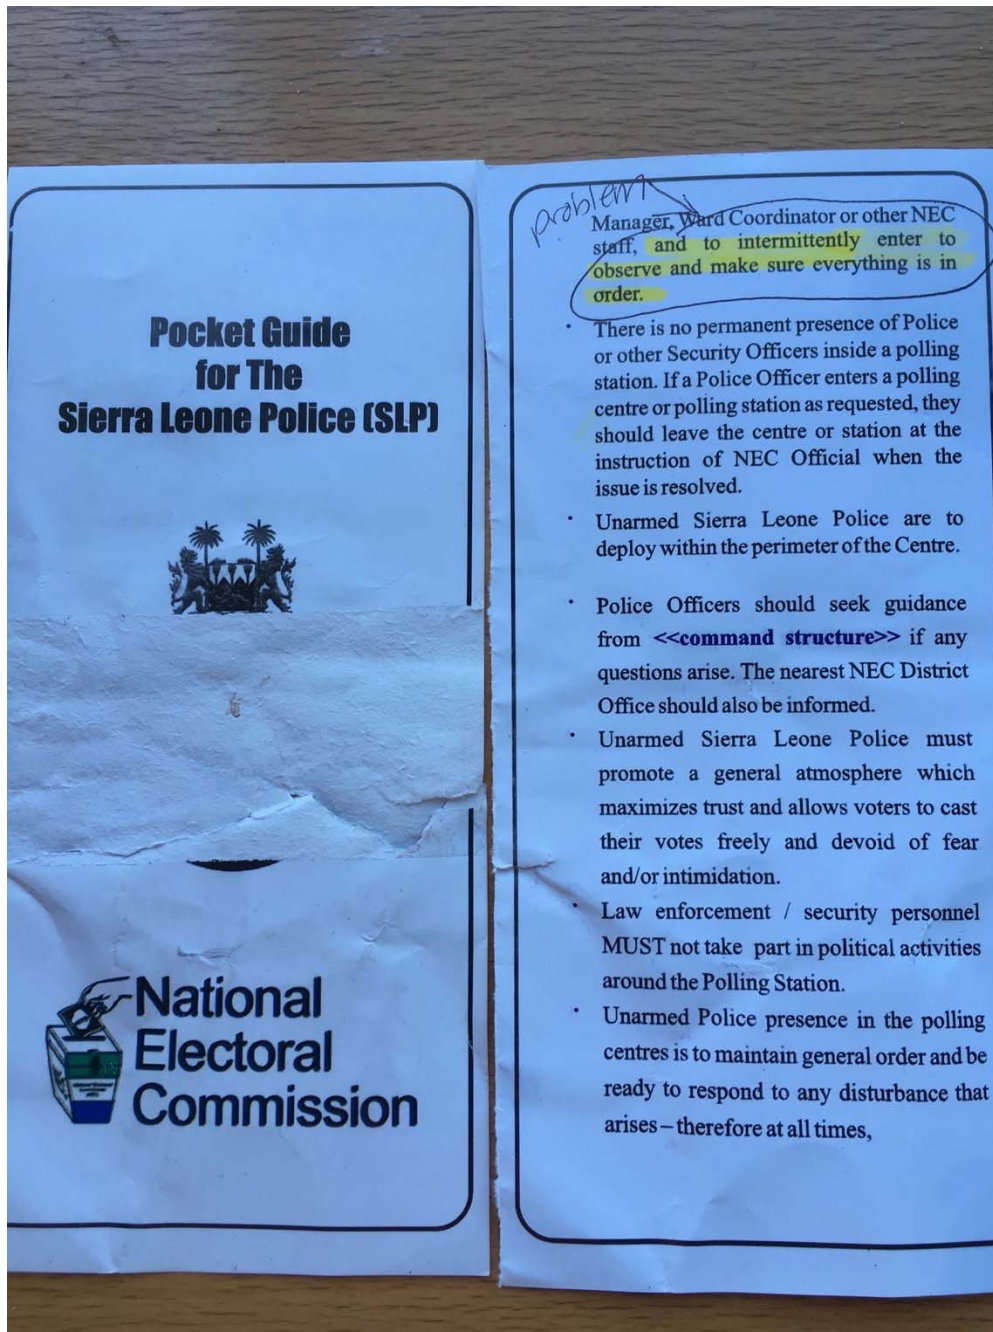 Pocket Guide
for The
Sierra Leone Police (SLP)
National
Electoral
Commission
problem
Manager, Ward Coordinator or other NEC
staff, and to intermittently enter to
observe and make sure everything is in
order.
· There is no permanent presence of Police
or other Security Officers inside a polling
station. If a Police Officer enters a polling
centre or polling station as requested, they
should leave the centre or station at the
instruction of NEC Official when the
issue is resolved.
· Unarmed Sierra Leone Police are to
deploy within the perimeter of the Centre.
· Police Officers should seek guidance
from <<command structure>> if any
questions arise. The nearest NEC District
Office should also be informed.
· Unarmed Sierra Leone Police must
promote a general atmosphere which
maximizes trust and allows voters to cast
their votes freely and devoid of fear
and/or intimidation.
· Law enforcement / security personnel
MUST not take part in political activities
around the Polling Station.
· Unarmed Police presence in the polling
centres is to maintain general order and be
ready to respond to any disturbance that
arises – therefore at all times,